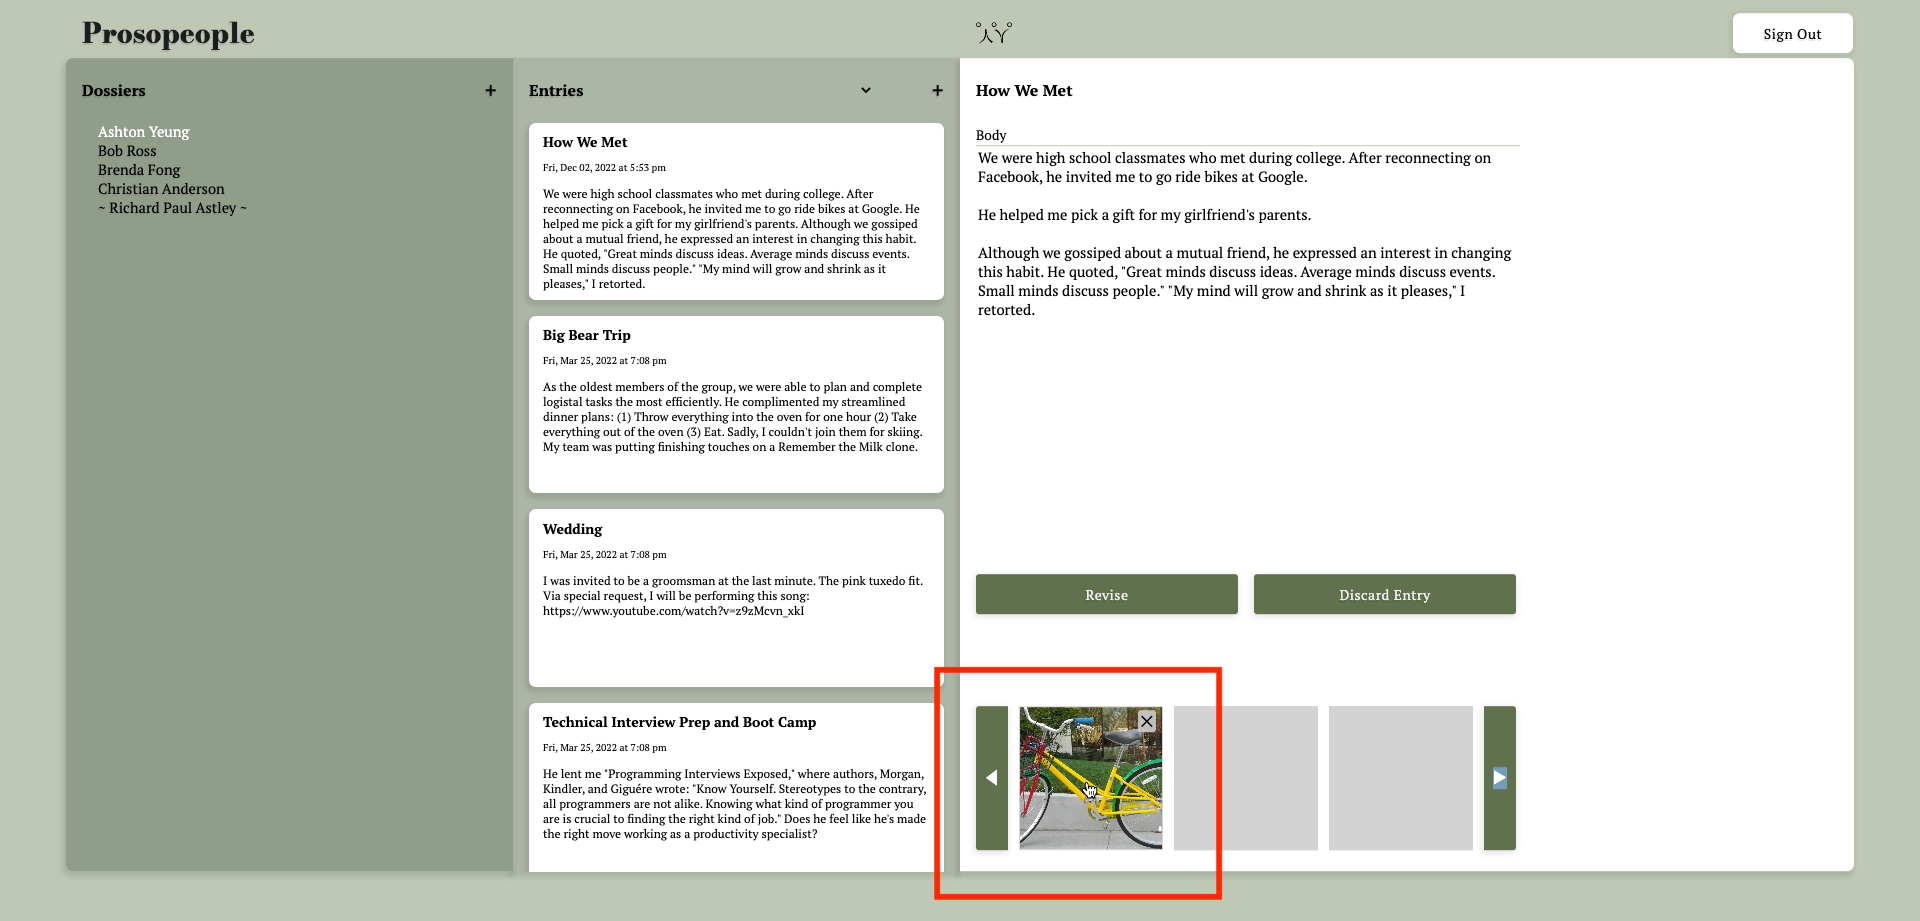 Prosopeople
Sign Out
Dossiers
+
Ashton Yeung
Bob Ross
Brenda Fong
Christian Anderson
~ Richard Paul Astley ~
Entries
+
How We Met
Fri, Dec 02, 2022 at 5:53 pm
We were high school classmates who met during college. After
reconnecting on Facebook, he invited me to go ride bikes at Google. He
helped me pick a gift for my girlfriend's parents. Although we gossiped
about a mutual friend, he expressed an interest in changing this habit.
He quoted, "Great minds discuss ideas. Average minds discuss events.
Small minds discuss people." "My mind will grow and shrink as it
pleases," I retorted.
Big Bear Trip
Fri, Mar 25, 2022 at 7:08 pm
As the oldest members of the group, we were able to plan and complete
logistal tasks the most efficiently. He complimented my streamlined
dinner plans: (1) Throw everything into the oven for one hour (2) Take
everything out of the oven (3) Eat. Sadly, I couldn't join them for skiing.
My team was putting finishing touches on a Remember the Milk clone.
Wedding
Fri, Mar 25, 2022 at 7:08 pm
I was invited to be a groomsman at the last minute. The pink tuxedo fit.
Via special request, I will be performing this song:
https://www.youtube.com/watch?v=z9zMcvn_xkI
Technical Interview Prep and Boot Camp
Fri, Mar 25, 2022 at 7:08 pm
He lent me "Programming Interviews Exposed," where authors, Morgan,
Kindler, and Giguére wrote: "Know Yourself. Stereotypes to the contrary,
all programmers are not alike. Knowing what kind of programmer you
are is crucial to finding the right kind of job." Does he feel like he's made
the right move working as a productivity specialist?
How We Met
Body
We were high school classmates who met during college. After reconnecting on
Facebook, he invited me to go ride bikes at Google.
He helped me pick a gift for my girlfriend's parents.
Although we gossiped about a mutual friend, he expressed an interest in changing
this habit. He quoted, "Great minds discuss ideas. Average minds discuss events.
Small minds discuss people." "My mind will grow and shrink as it pleases," I
retorted.
Revise
Discard Entry